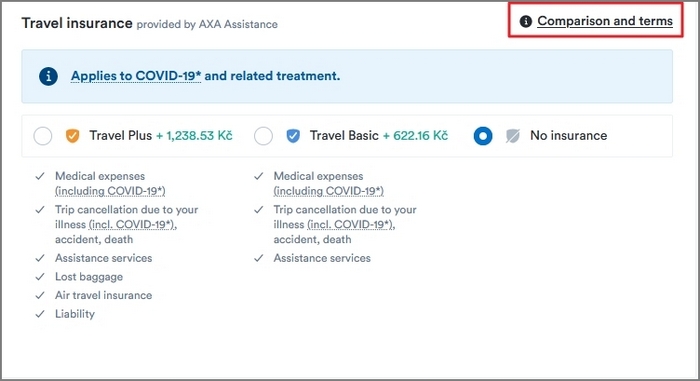 Travel insurance provided by AXA Assistance
Comparison and terms
Applies to COVID-19* and related treatment.
Travel Plus + 1,238.53 Kč
Travel Basic + 622.16 Kč
No insurance
Medical expenses
(including COVID-19*)
Trip cancellation due to your
illness (incl. COVID-19*),
accident, death
Assistance services
Lost baggage
Air travel insurance
Liability
Medical expenses
(including COVID-19*)
Trip cancellation due to your
illness (incl. COVID-19*),
accident, death
Assistance services